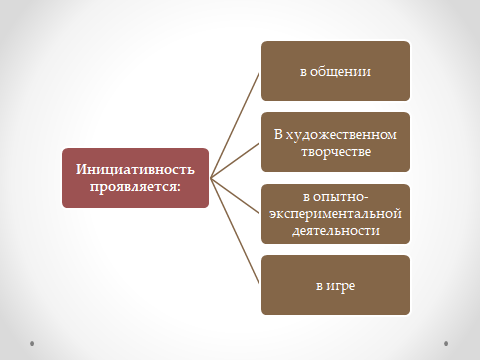 Инициативность
проявляется:
в общении
В художественном
творчестве
в опытно-
экспериментальной
деятельности
в игре